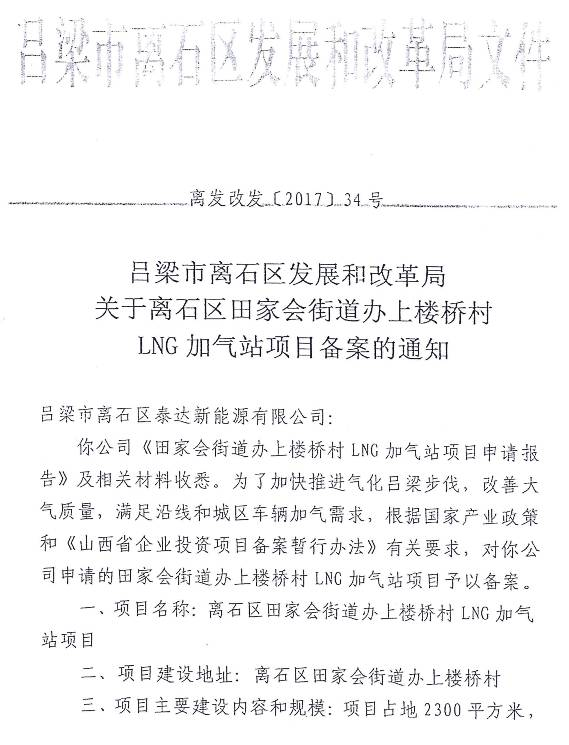 吕梁市离石区发展和改革局文件
离发改发〔2017〕34号
吕梁市离石区发展和改革局
关于离石区田家会街道办上楼桥村
LNG 加气站项目备案的通知
吕梁市离石区泰达新能源有限公司：
你公司《田家会街道办上楼桥村 LNG 加气站项目申请报
告》及相关材料收悉。为了加快推进气化吕梁步伐，改善大
气质量，满足沿线和城区车辆加气需求，根据国家产业政策
和《山西省企业投资项目备案暂行办法》有关要求，对你公
司申请的田家会街道办上楼桥村 LNG 加气站项目予以备案。
一、项目名称：离石区田家会街道办上楼桥村 LNG 加气
站项目
二、项目建设地址：离石区田家会街道办上楼桥村
三、项目主要建设内容和规模：项目占地 2300 平方米，